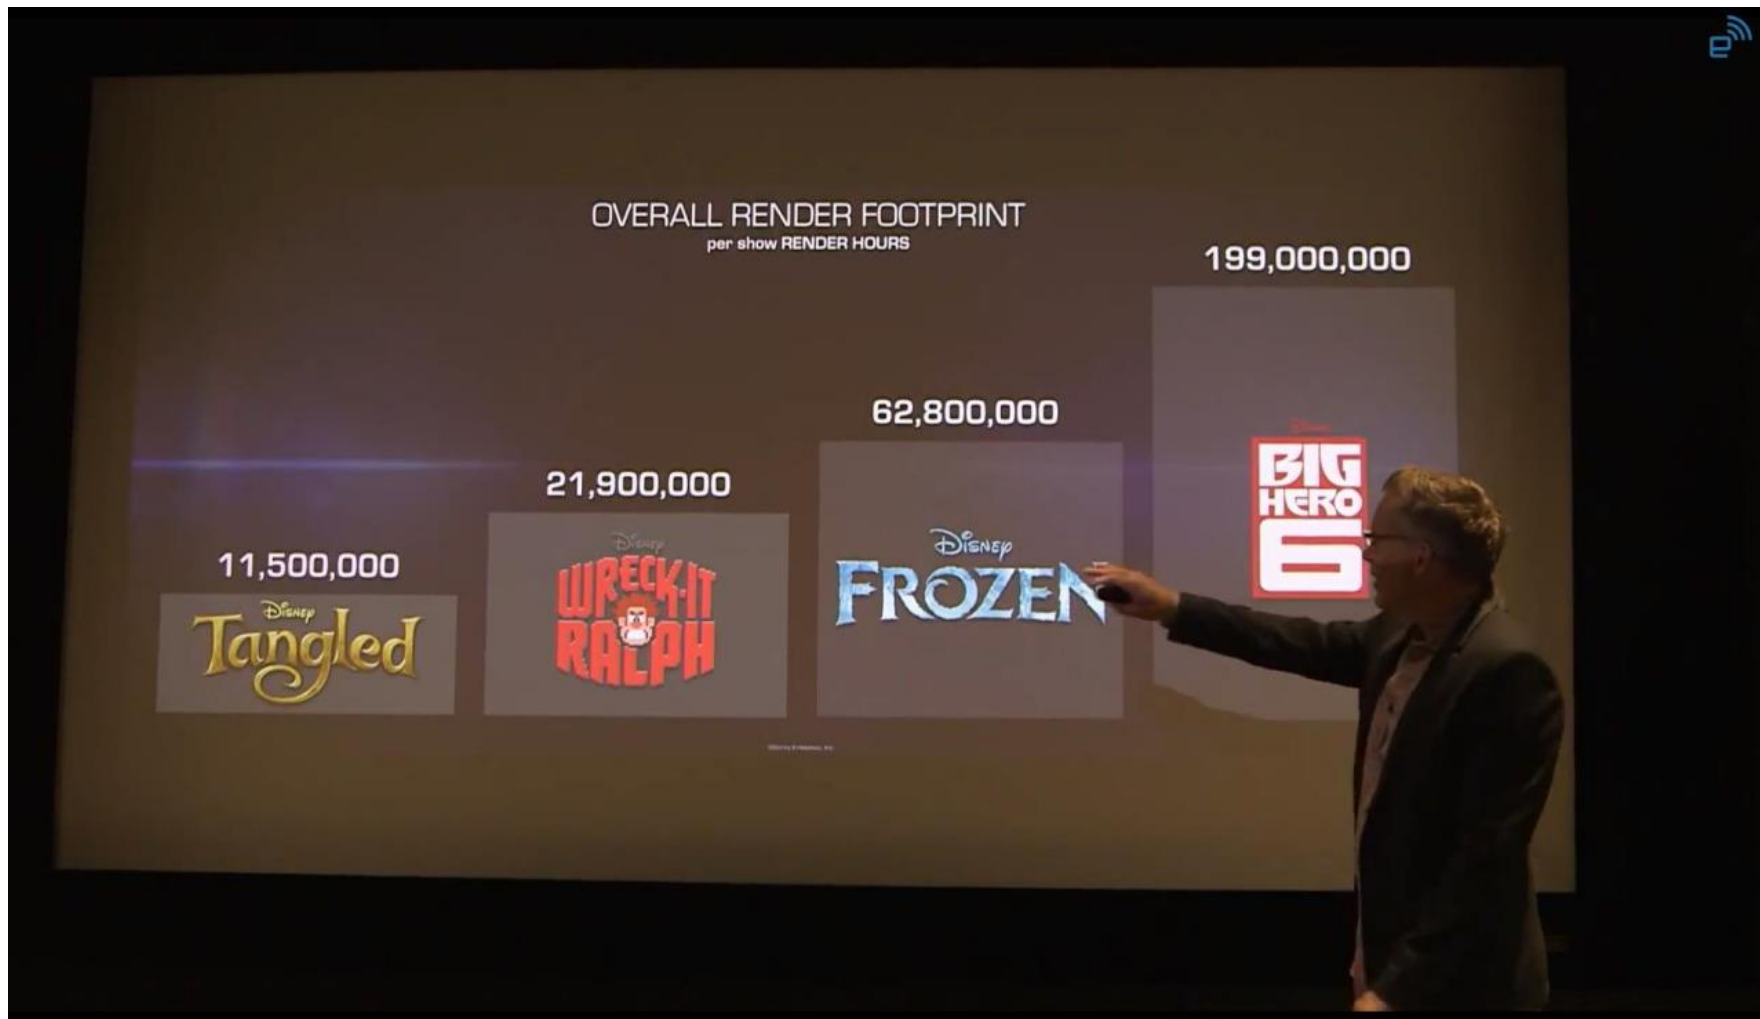 OVERALL RENDER FOOTPRINT
per show RENDER HOURS
199,000,000
62,800,000
21,900,000
11,500,000
Disney
Tangled
Disney
WRECK-IT
RALPH
Disney
FROZEN
Disney
BIG
HERO
6
e